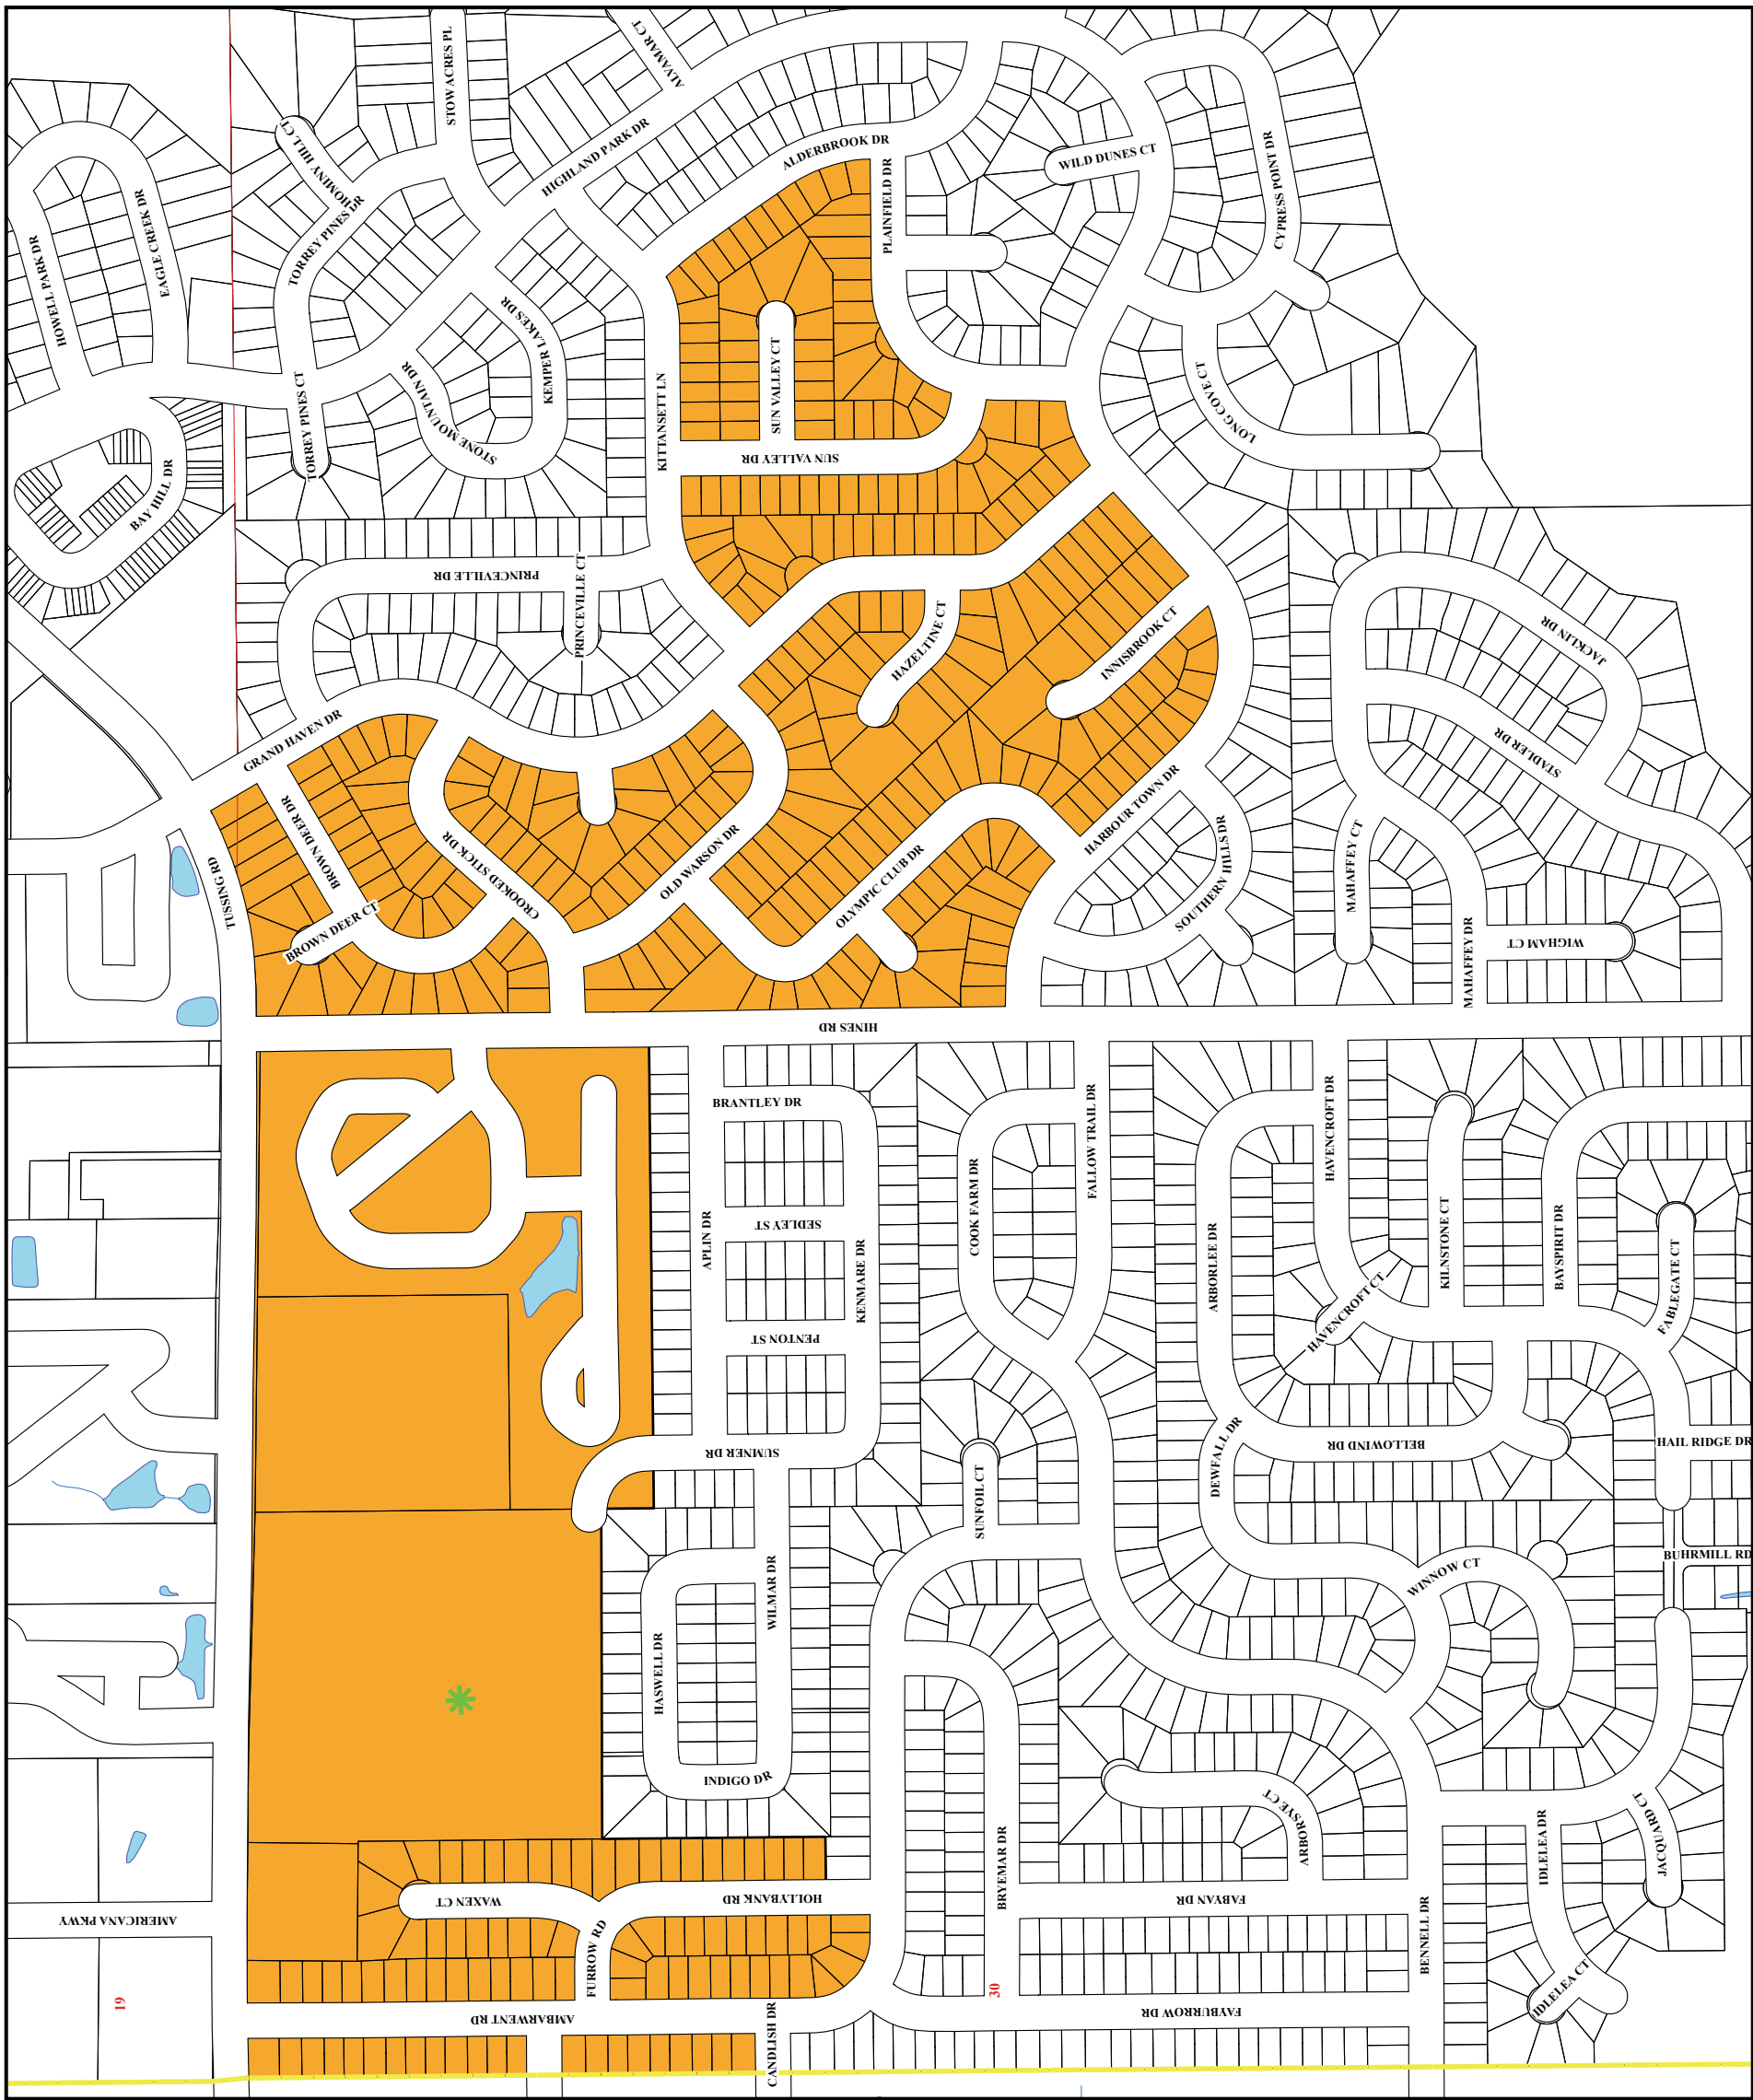 ALVAMAR CT
STOW ACRES PL
HOMINY HILL CT
HIGHLAND PARK DR
ALDERBROOK DR
WILD DUNES CT
PLAINFIELD DR
CYPRESS POINT DR
EAGLE CREEK DR
HOWELL PARK DR
TORREY PINES DR
KEMPER LAKES DR
STONE MOUNTAIN DR
TORREY PINES CT
KITTANSETT LN
SUN VALLEY CT
SUN VALLEY DR
LONG COVE CT
BAY HILL DR
PRINCEVILLE DR
PRINCEVILLE CT
HAZELTINE CT
INNISBROOK CT
JACKLIN DR
GRAND HAVEN DR
STADLER DR
BROWN DEER DR
CROOKED STICK DR
OLD WARSON DR
OLYMPIC CLUB DR
HARBOUR TOWN DR
SOUTHERN HILLS DR
MAHAFFEY CT
TUSSING RD
BROWN DEER CT
WIGHAM CT
MAHAFFEY DR
HINES RD
BRANTLEY DR
FALLOW TRAIL DR
HAVENCROFT DR
COOK FARM DR
SEDLEY ST
APLIN DR
KENMARE DR
ARBORLEE DR
KILNSTONE CT
BAYSPIRIT DR
FABLEGATE CT
HAVENCROFT CT
PENTON ST
SUMNER DR
DEWFALL DR
BELLOWIND DR
HAIL RIDGE DR
SUNFOIL CT
WINNOW CT
BUHRMILL RD
WILMAR DR
HASWELL DR
INDIGO DR
ARBORSYE CT
IDLELEA DR
JACQUARD CT
BRYEMAR DR
WAXEN CT
HOLLYBANK RD
FABYAN DR
AMERICANA PKWY
FURROW RD
BENNELL DR
IDLELEA CT
19
30
AMBARWENT RD
CANDLISH DR
FAYBURROW DR